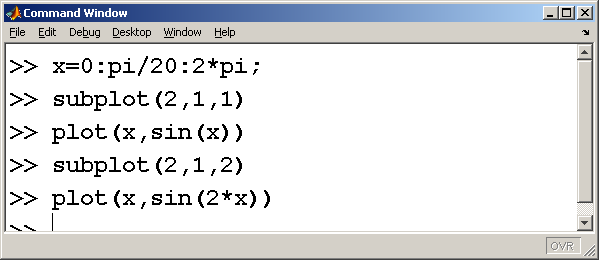 Command Window
File Edit Debug Desktop Window Help
>> x=0:pi/20:2*pi;
>> subplot(2,1,1)
>> plot(x,sin(x))
>> subplot(2,1,2)
>> plot(x,sin(2*x))
>>
OVR